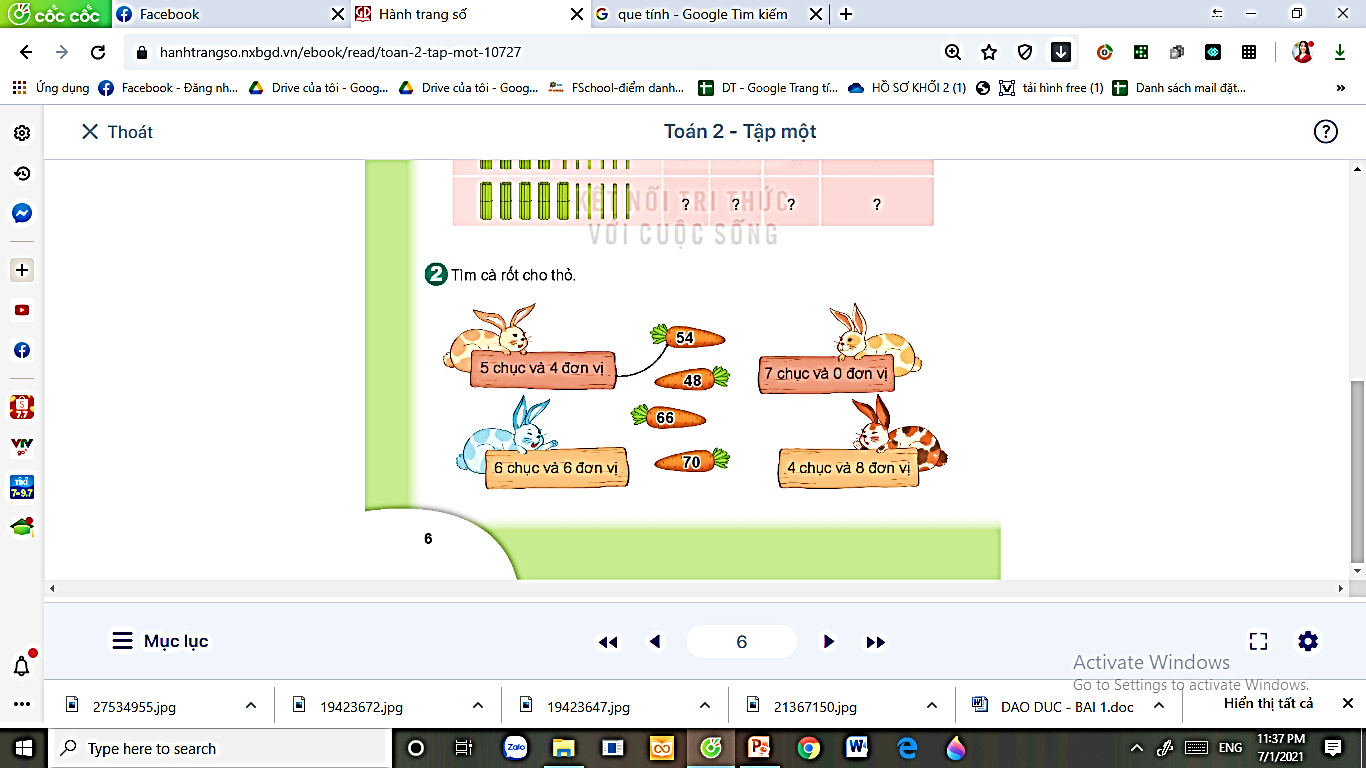 cốc cốc
Facebook
Hành trang số
que tính - Google Tìm kiếm
hanhtrangso.nxbgd.vn/ebook/read/toan-2-tap-mot-10727
Ứng dụng
Facebook - Đăng nh...
Drive của tôi - Goog...
Drive của tôi - Goog...
FSchool-điểm danh...
DT - Google Trang tí...
HỒ SƠ KHỐI 2 (1)
tải hình free (1)
Danh sách mail đặt...
»
Thoát
Toán 2 - Tập một
? ? ? ?
KẾT NỐI TRI THỨC
VỚI CUỘC SỐNG
2 Tìm cà rốt cho thỏ.
54
5 chục và 4 đơn vị
48
7 chục và 0 đơn vị
66
6 chục và 6 đơn vị
70
4 chục và 8 đơn vị
6
Mục lục
6
Activate Windows
Go to Settings to activate Windows.
27534955.jpg
19423672.jpg
19423647.jpg
21367150.jpg
DAO DUC - BAI 1.doc
Hiển thị tất cả
Type here to search
Zalo
ENG
11:37 PM
7/1/2021